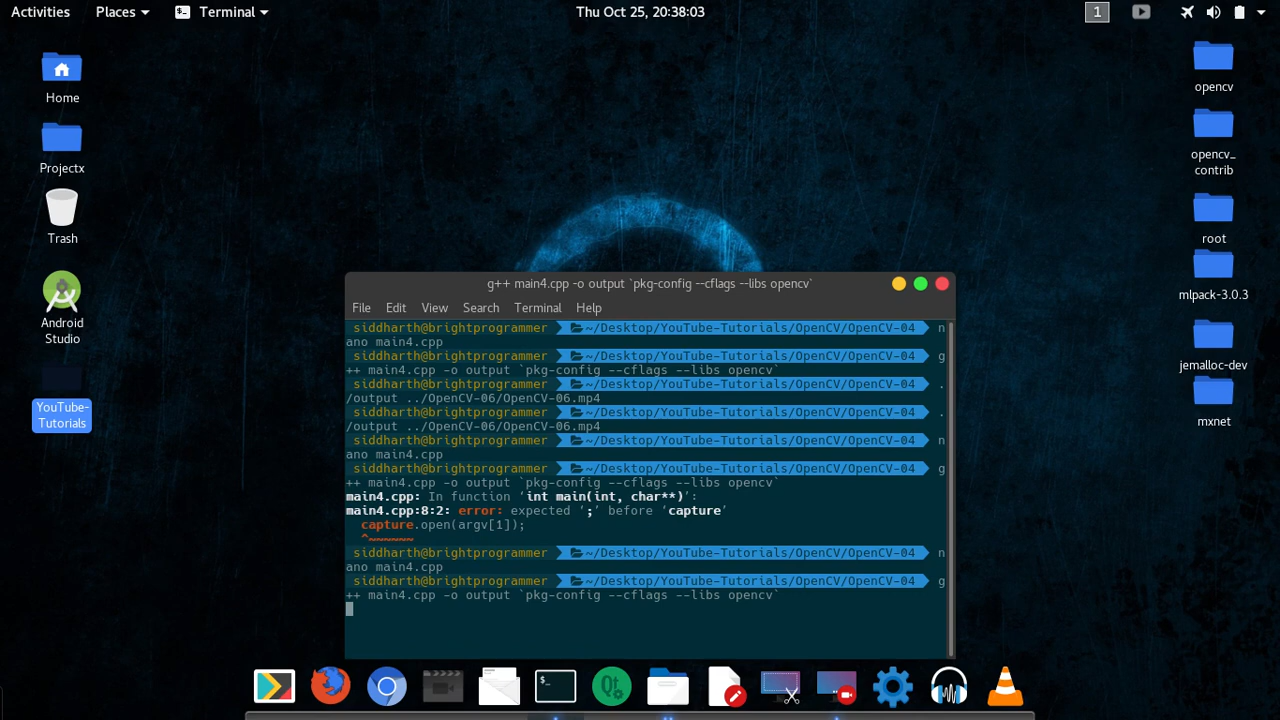 Activities Places Terminal Thu Oct 25, 20:38:03 1
Home
Projectx
Trash
Android
Studio
YouTube-
Tutorials
g++ main4.cpp -o output `pkg-config --cflags --libs opencv`
File Edit View Search Terminal Help
siddharth@brightprogrammer ~/Desktop/YouTube-Tutorials/OpenCV/OpenCV-04 n
ano main4.cpp
siddharth@brightprogrammer ~/Desktop/YouTube-Tutorials/OpenCV/OpenCV-04 g
++ main4.cpp -o output `pkg-config --cflags --libs opencv`
siddharth@brightprogrammer ~/Desktop/YouTube-Tutorials/OpenCV/OpenCV-04 .
/output ../OpenCV-06/OpenCV-06.mp4
siddharth@brightprogrammer ~/Desktop/YouTube-Tutorials/OpenCV/OpenCV-04 .
/output ../OpenCV-06/OpenCV-06.mp4
siddharth@brightprogrammer ~/Desktop/YouTube-Tutorials/OpenCV/OpenCV-04 n
ano main4.cpp
siddharth@brightprogrammer ~/Desktop/YouTube-Tutorials/OpenCV/OpenCV-04 g
++ main4.cpp -o output `pkg-config --cflags --libs opencv`
main4.cpp: In function ‘int main(int, char**)’:
main4.cpp:8:2: error: expected ‘;’ before ‘capture’
capture.open(argv[1]);
^~~~~~~
siddharth@brightprogrammer ~/Desktop/YouTube-Tutorials/OpenCV/OpenCV-04 n
ano main4.cpp
siddharth@brightprogrammer ~/Desktop/YouTube-Tutorials/OpenCV/OpenCV-04 g
++ main4.cpp -o output `pkg-config --cflags --libs opencv`
opencv
opencv_
contrib
root
mlpack-3.0.3
jemalloc-dev
mxnet
$_
Qt